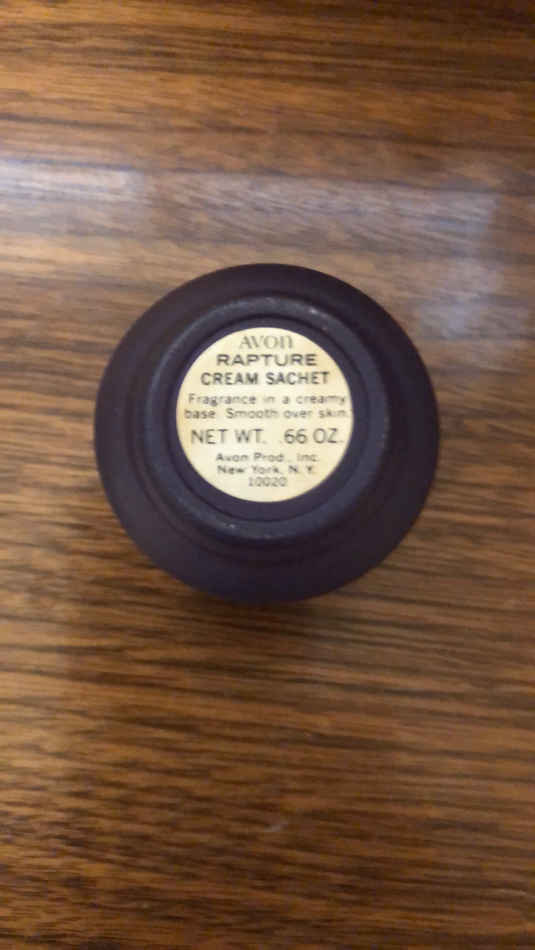 AVON
RAPTURE
CREAM SACHET
Fragrance in a creamy
base. Smooth over skin.
NET WT. .66 OZ.
Avon Prod., Inc.
New York, N. Y.
10020